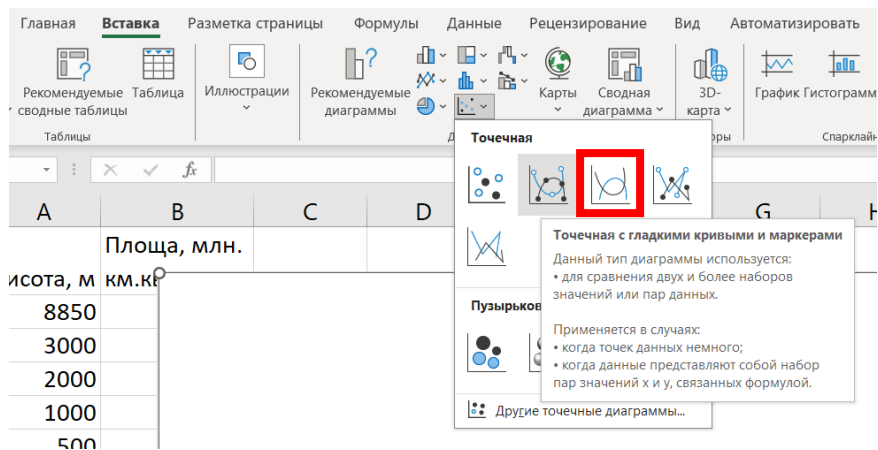 Главная Вставка Разметка страницы Формулы Данные Рецензирование Вид Автоматизировать
Рекомендуемые сводные таблицы
Таблица
Иллюстрации
Рекомендуемые диаграммы
Карты
Сводная диаграмма
3D-карта
График
Гистограмм
Таблицы
Спарклайн
Точечная
fx
A B C D G
Площа, млн.
исота, м
8850
3000
2000
1000
500
Точечная с гладкими кривыми и маркерами
Данный тип диаграммы используется:
• для сравнения двух и более наборов
значений или пар данных.
Применяется в случаях:
• когда точек данных немного;
• когда данные представляют собой набор
пар значений x и y, связанных формулой.
Другие точечные диаграммы...